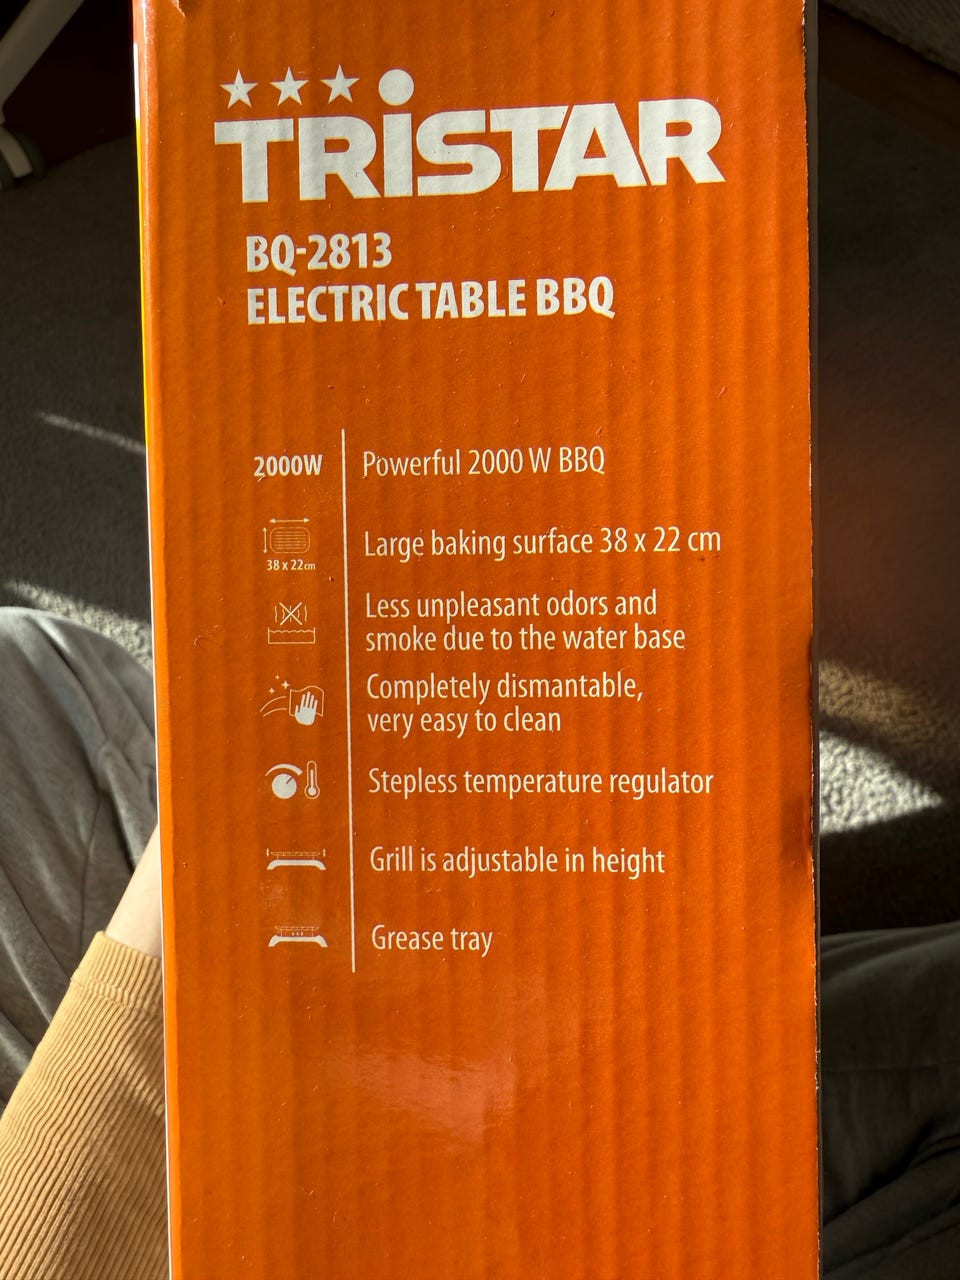 TRiSTAR
BQ-2813
ELECTRIC TABLE BBQ
2000W Powerful 2000 W BBQ
38 x 22 cm Large baking surface 38 x 22 cm
Less unpleasant odors and
smoke due to the water base
Completely dismantable,
very easy to clean
Stepless temperature regulator
Grill is adjustable in height
Grease tray